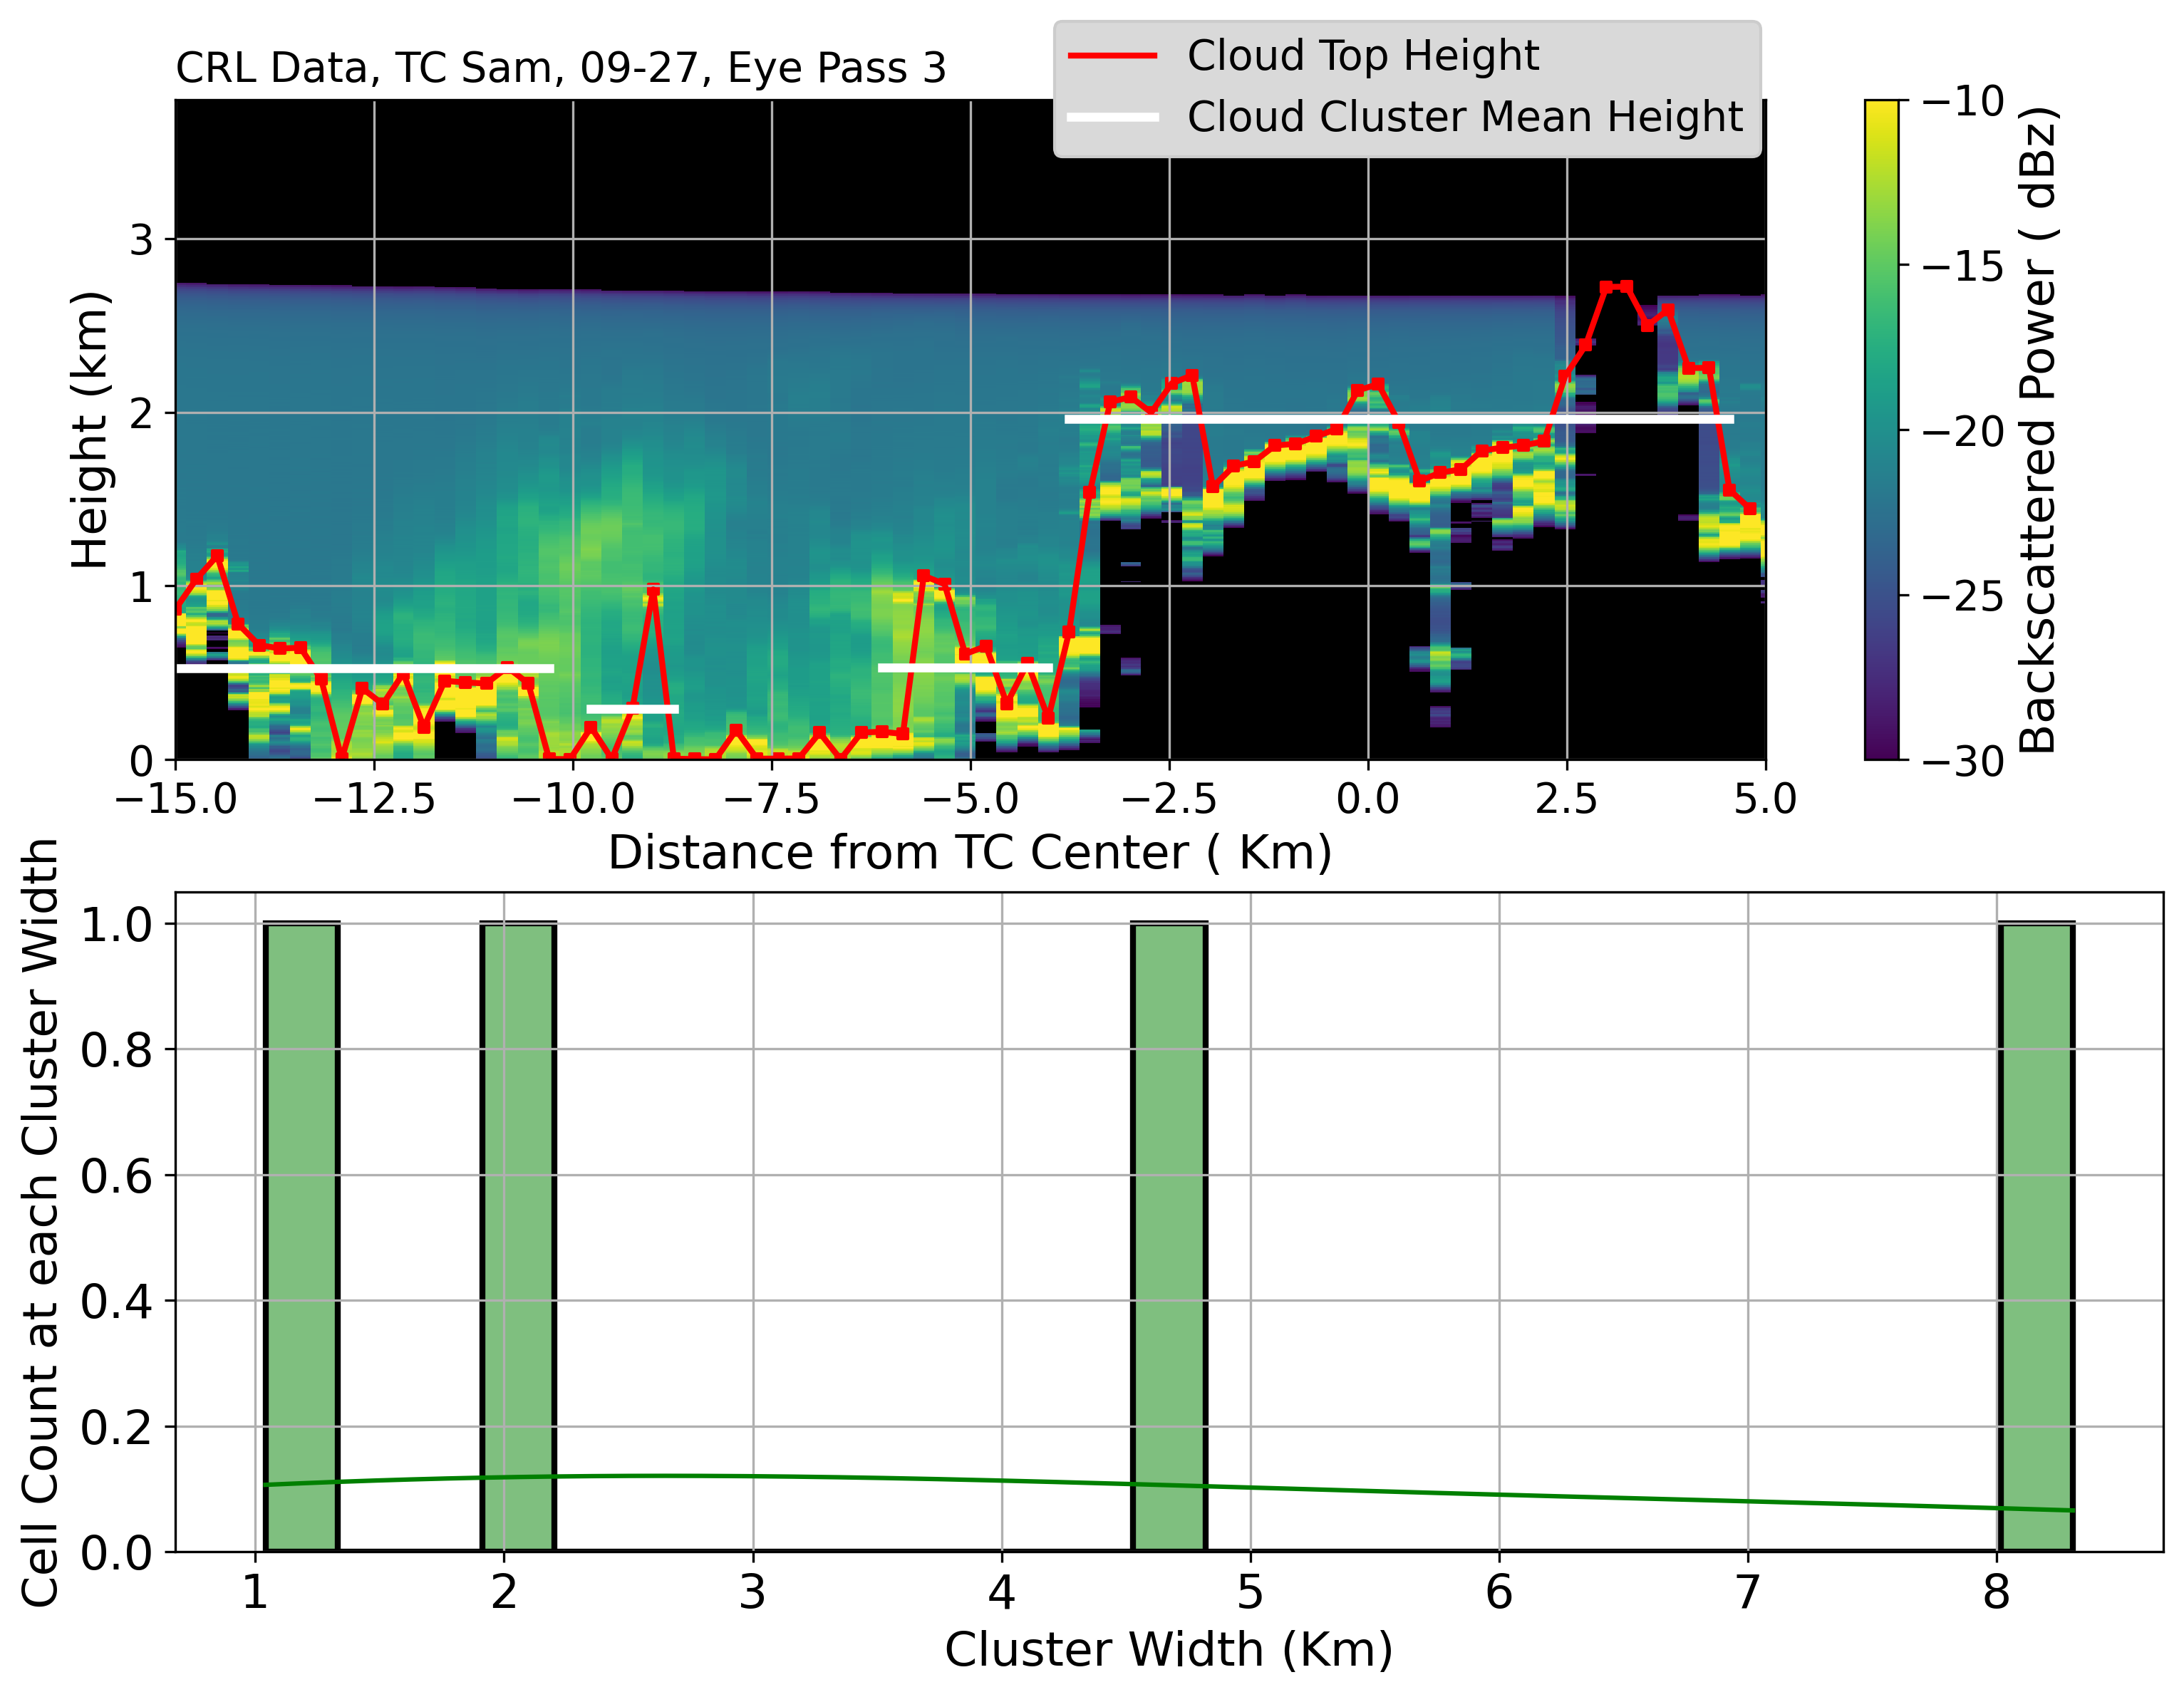 CRL Data, TC Sam, 09-27, Eye Pass 3
Cloud Top Height
Cloud Cluster Mean Height
Height (km)
3
2
1
0
−15.0 −12.5 −10.0 −7.5 −5.0 −2.5 0.0 2.5 5.0
Distance from TC Center ( Km)
−10
−15
−20
−25
−30
Backscattered Power ( dBz)
Cell Count at each Cluster Width
1.0
0.8
0.6
0.4
0.2
0.0
1 2 3 4 5 6 7 8
Cluster Width (Km)